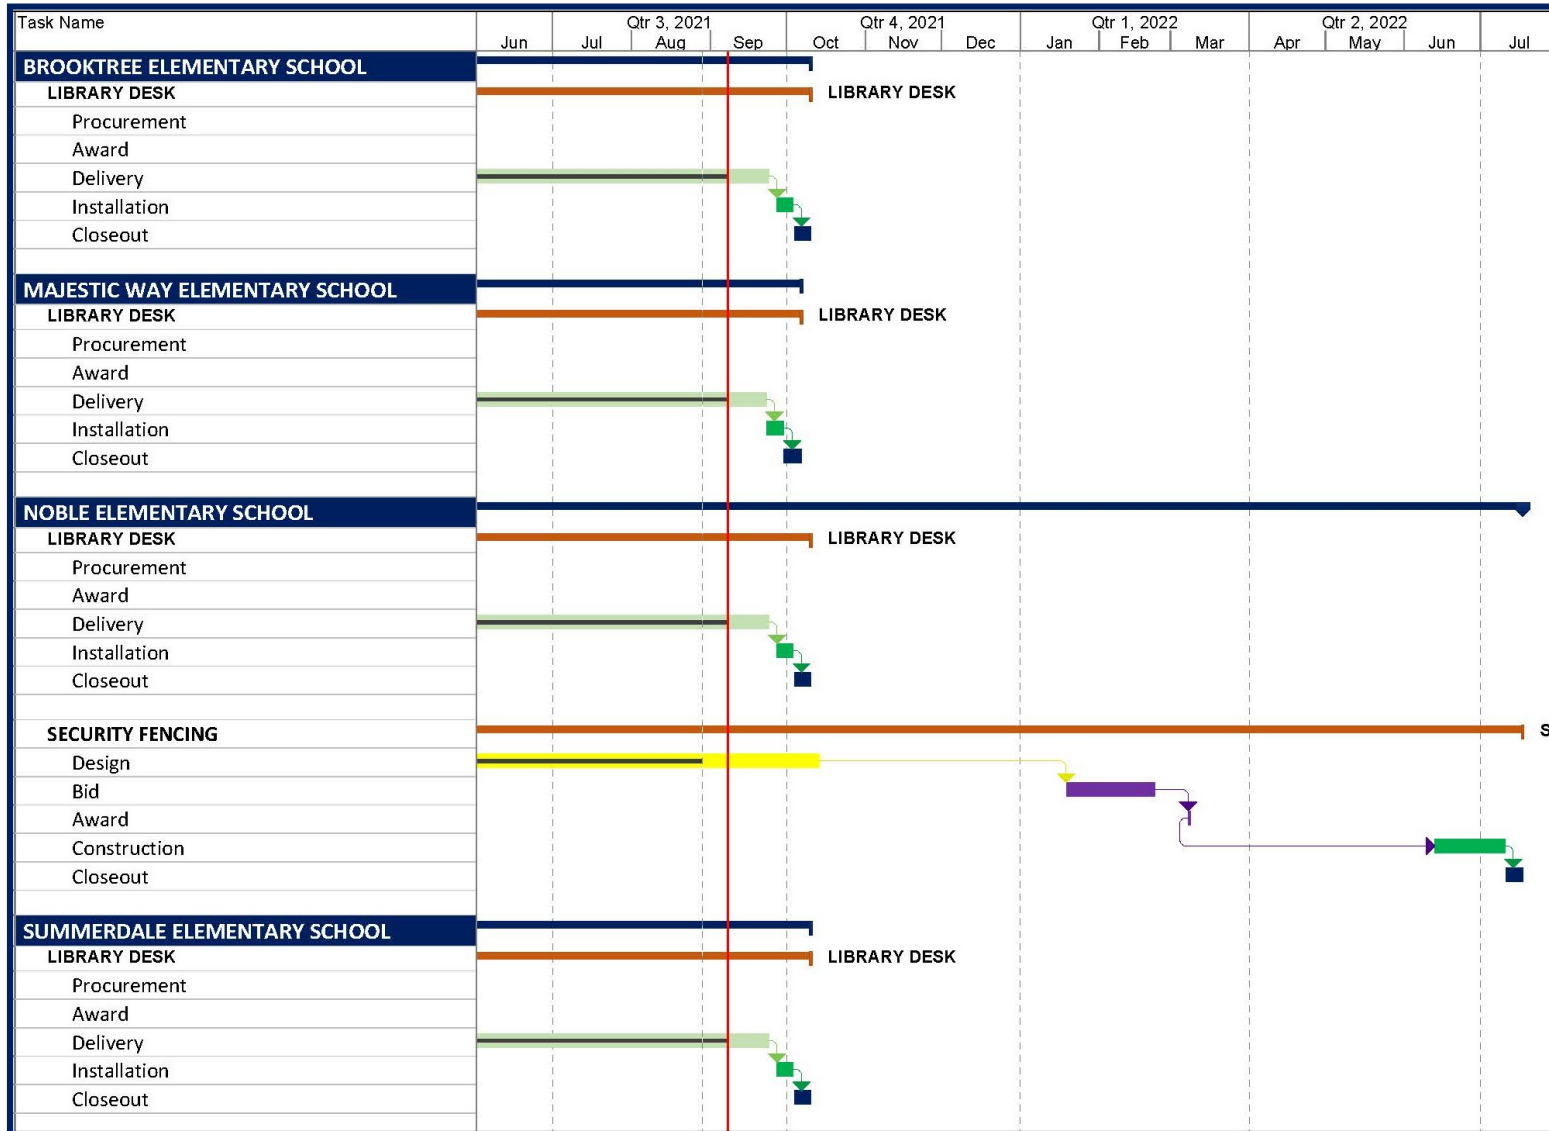 Task Name
Qtr 3, 2021 Qtr 4, 2021 Qtr 1, 2022 Qtr 2, 2022
Jun Jul Aug Sep Oct Nov Dec Jan Feb Mar Apr May Jun Jul
BROOKTREE ELEMENTARY SCHOOL
LIBRARY DESK LIBRARY DESK
Procurement
Award
Delivery
Installation
Closeout
MAJESTIC WAY ELEMENTARY SCHOOL
LIBRARY DESK LIBRARY DESK
Procurement
Award
Delivery
Installation
Closeout
NOBLE ELEMENTARY SCHOOL
LIBRARY DESK LIBRARY DESK
Procurement
Award
Delivery
Installation
Closeout
SECURITY FENCING S
Design
Bid
Award
Construction
Closeout
SUMMERDALE ELEMENTARY SCHOOL
LIBRARY DESK LIBRARY DESK
Procurement
Award
Delivery
Installation
Closeout